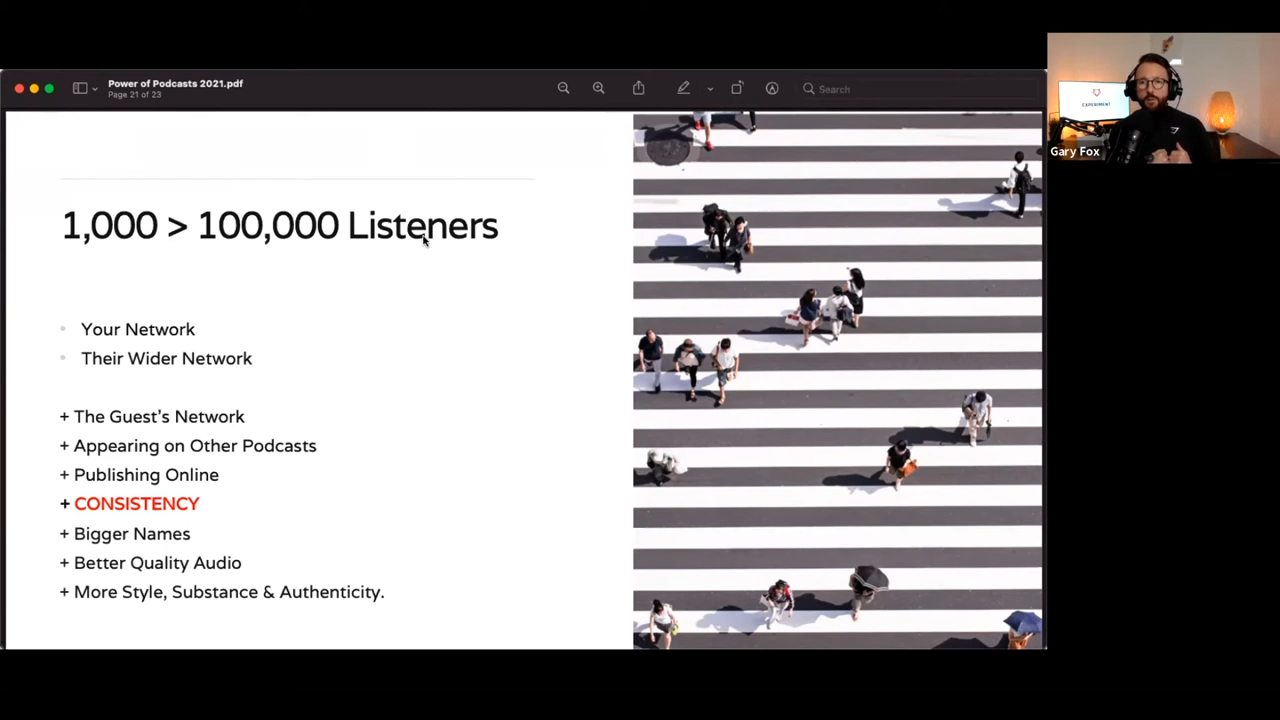 Power of Podcasts 2021.pdf
Page 21 of 23
Search
EXPERIMENT
Gary Fox
1,000 > 100,000 Listeners
• Your Network
• Their Wider Network
+ The Guest's Network
+ Appearing on Other Podcasts
+ Publishing Online
+ CONSISTENCY
+ Bigger Names
+ Better Quality Audio
+ More Style, Substance & Authenticity.